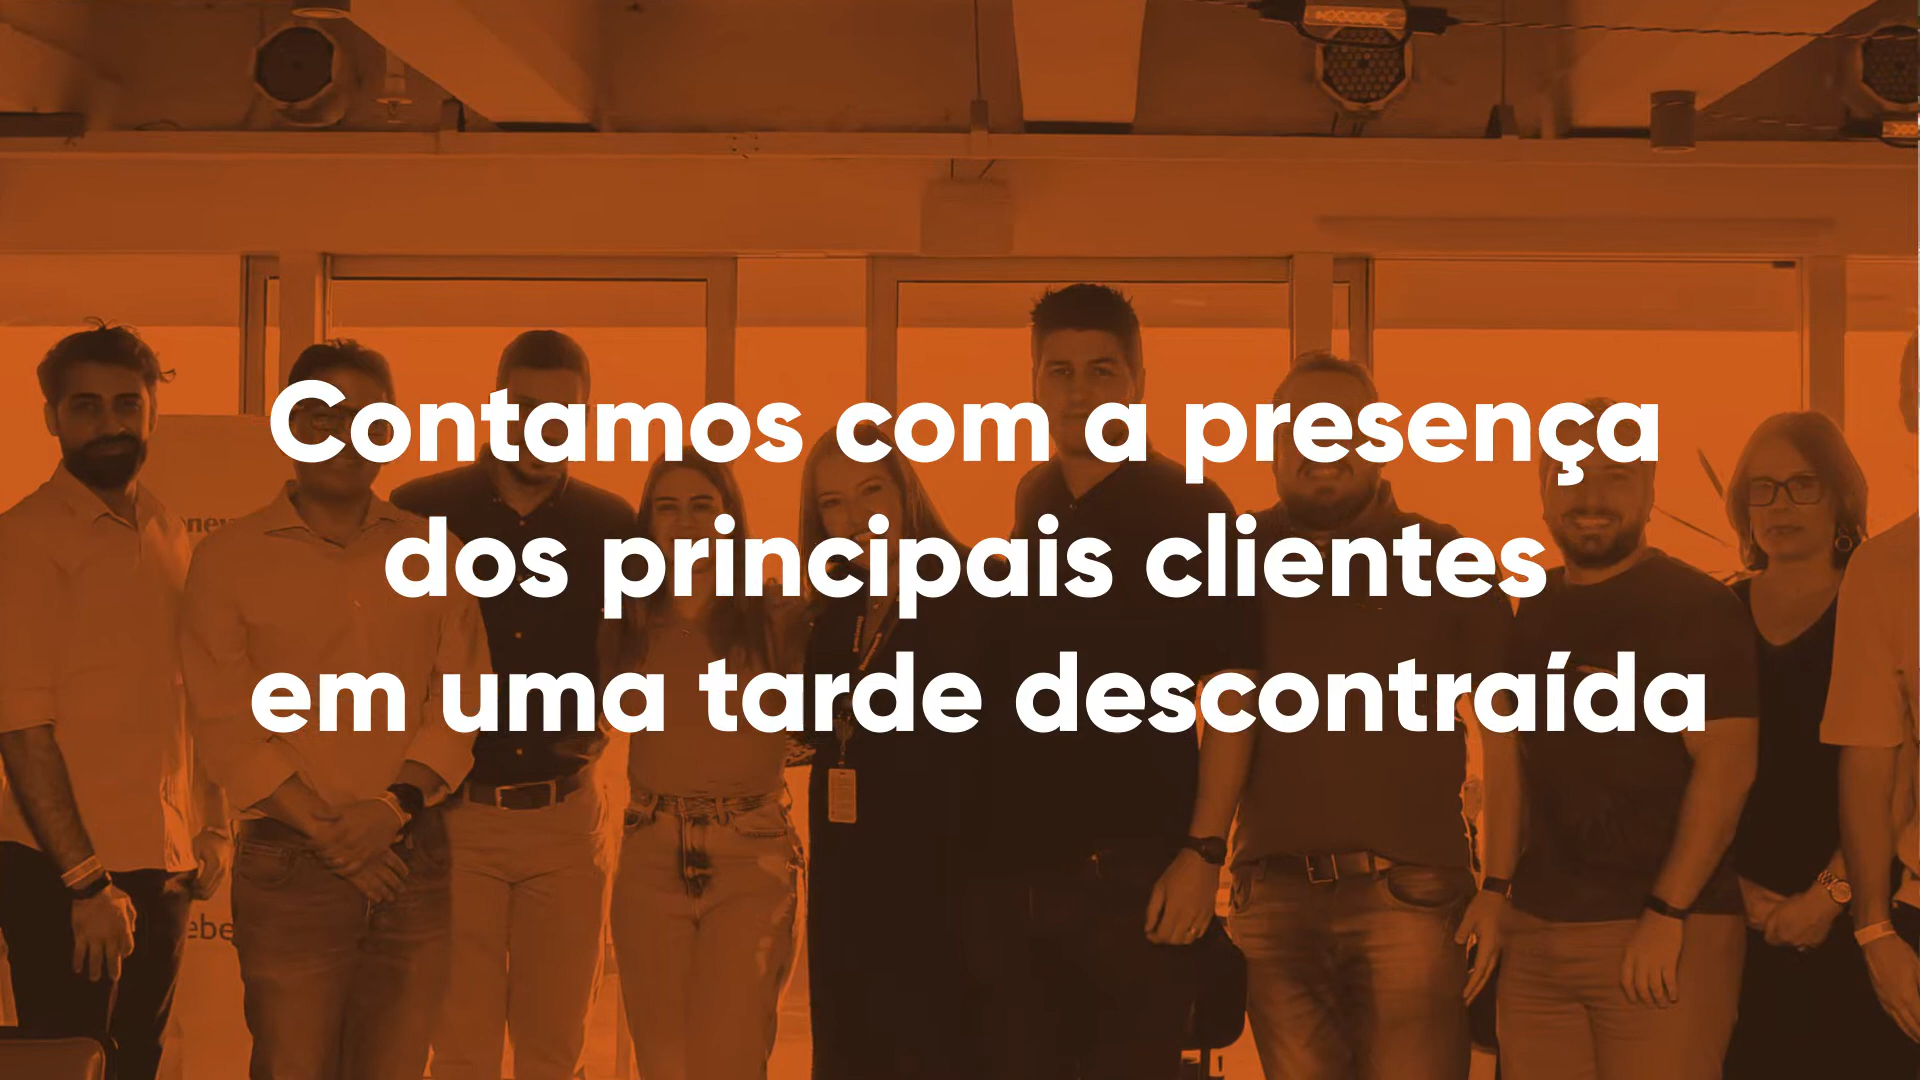 Contamos com a presença
dos principais clientes
em uma tarde descontraída